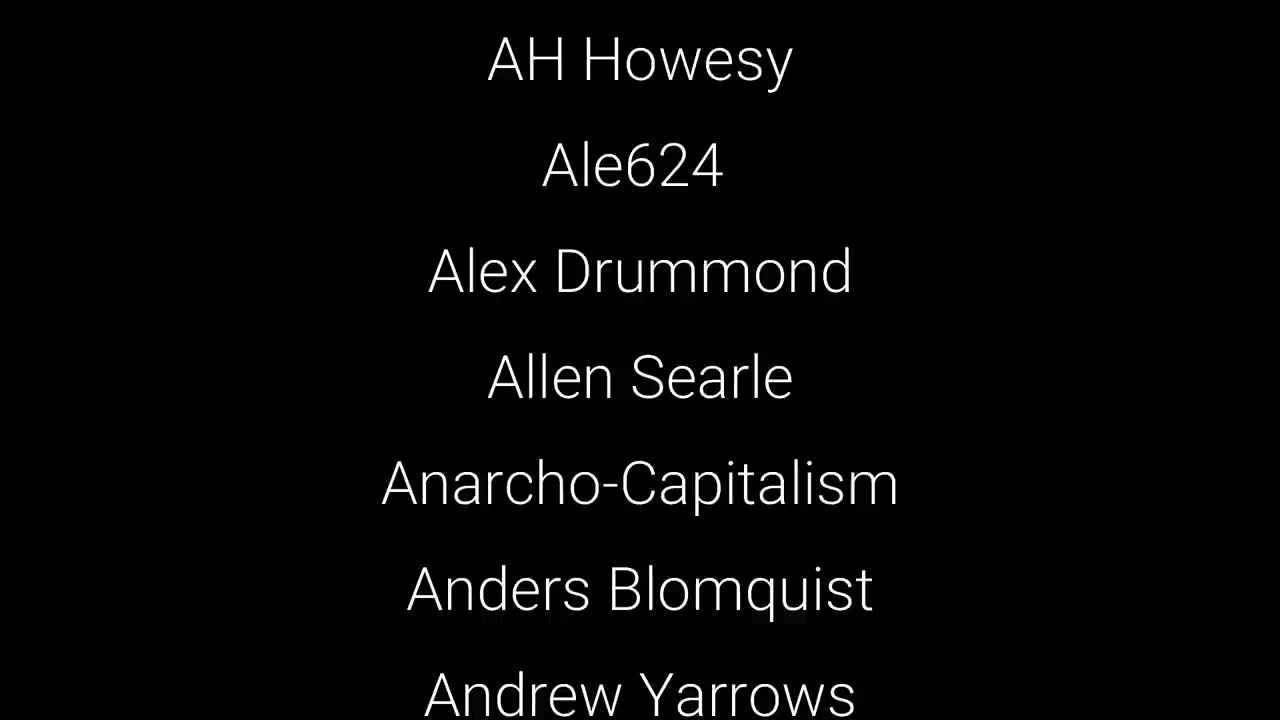 AH Howesy
Ale624
Alex Drummond
Allen Searle
Anarcho-Capitalism
Anders Blomquist
Andrew Yarrows